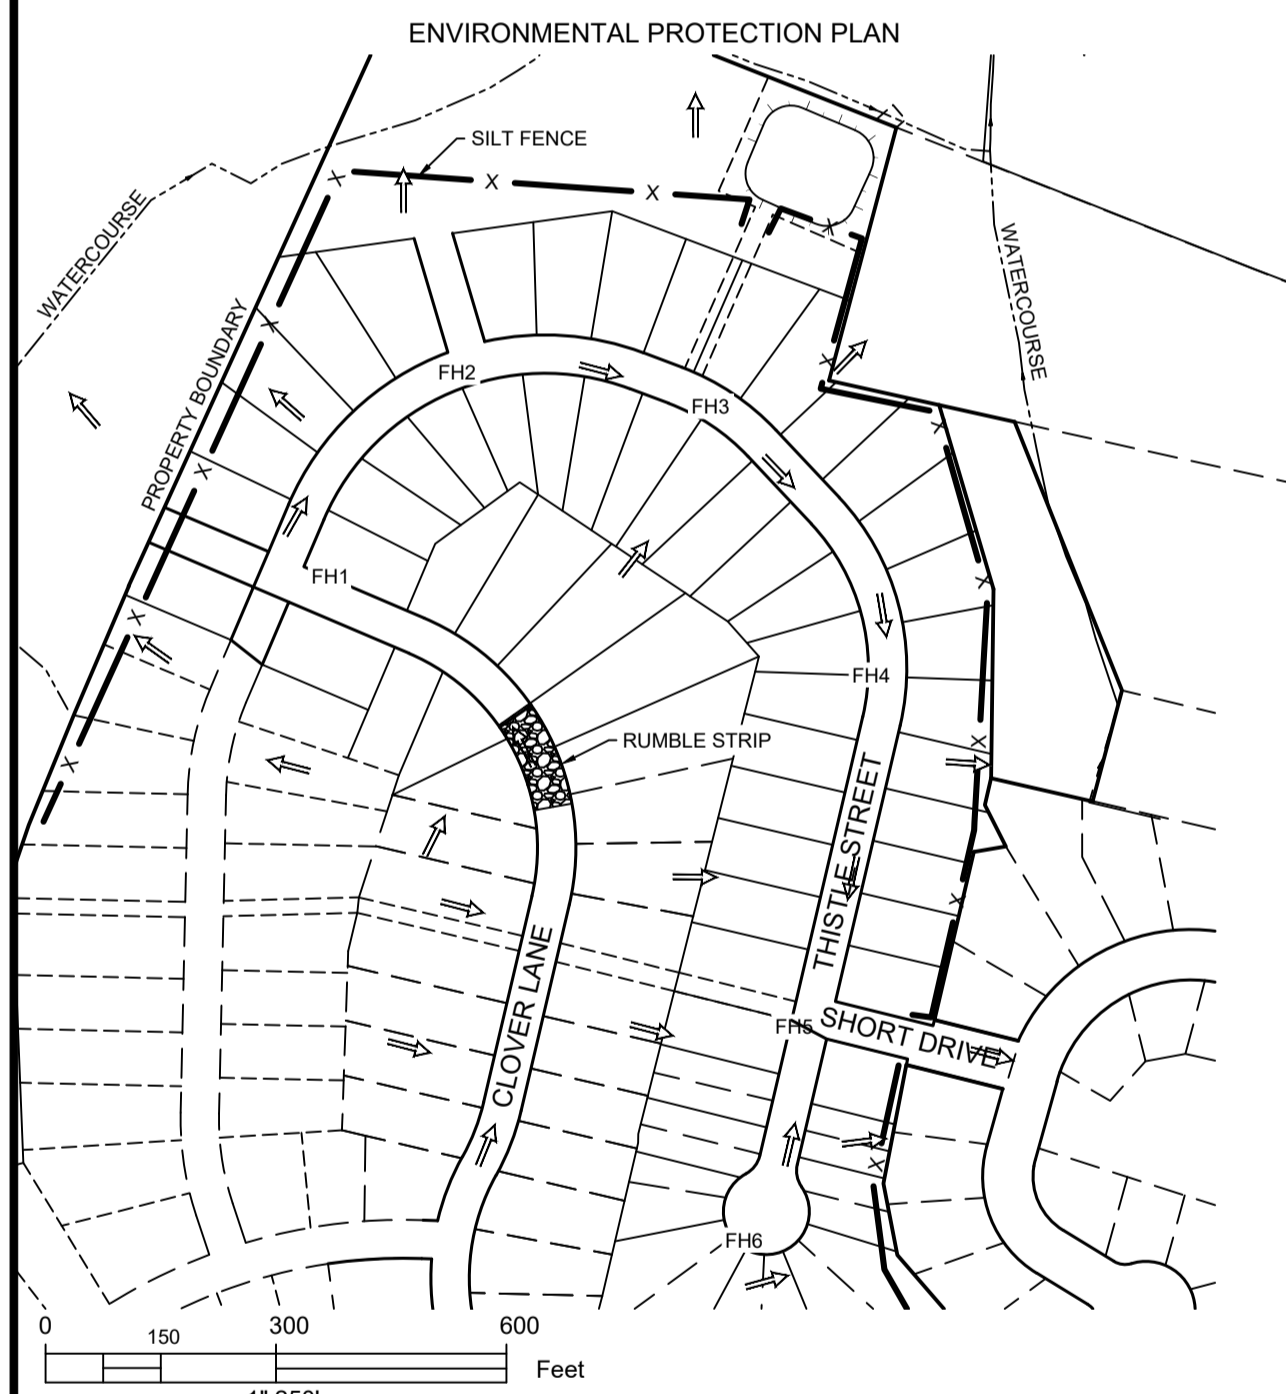 ENVIRONMENTAL PROTECTION PLAN
SILT FENCE
WATERCOURSE
WATERCOURSE
PROPERTY BOUNDARY
FH2
FH3
FH1
FH4
RUMBLE STRIP
THISTLE STREET
CLOVER LANE
FH5
SHORT DRIVE
FH6
0
150
300
600
Feet